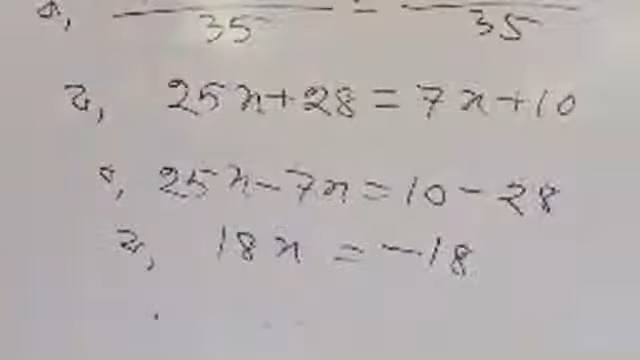 35 = 35
বা, 25x+28=7x+10
বা, 25x-7x=10-28
বা, 18x=-18